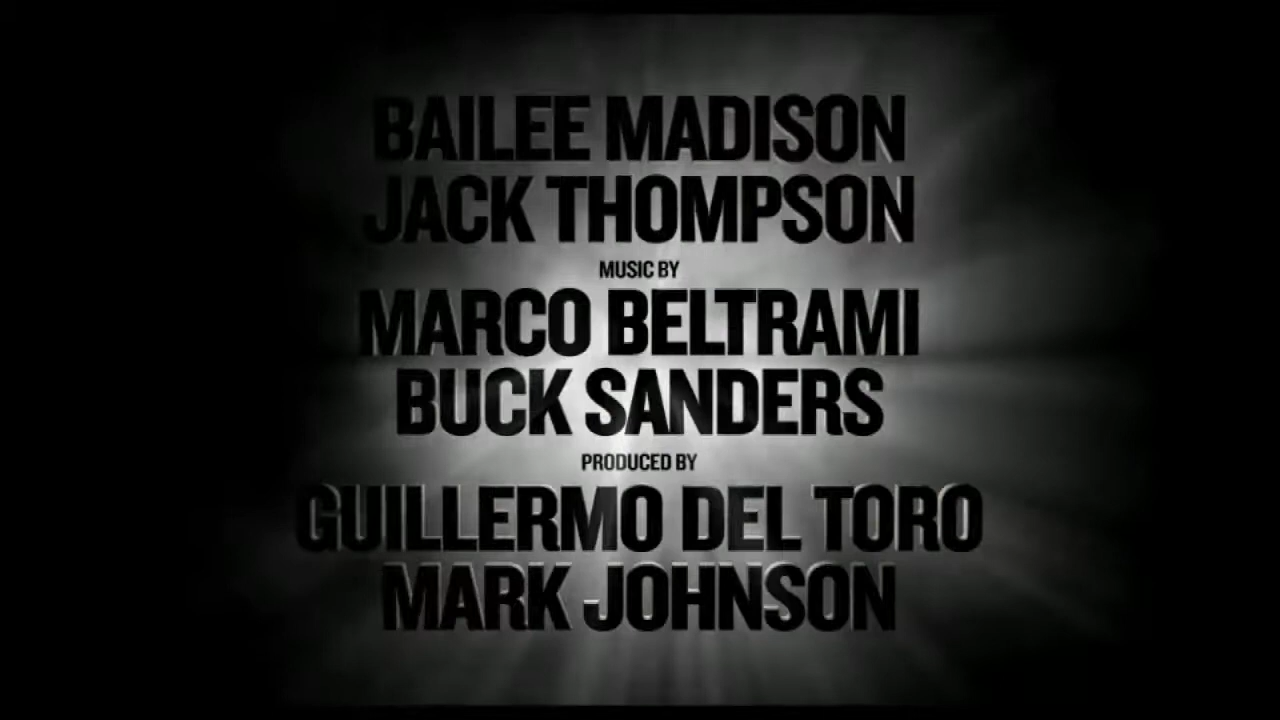 BAILEE MADISON
JACK THOMPSON
MUSIC BY
MARCO BELTRAMI
BUCK SANDERS
PRODUCED BY
GUILLERMO DEL TORO
MARK JOHNSON